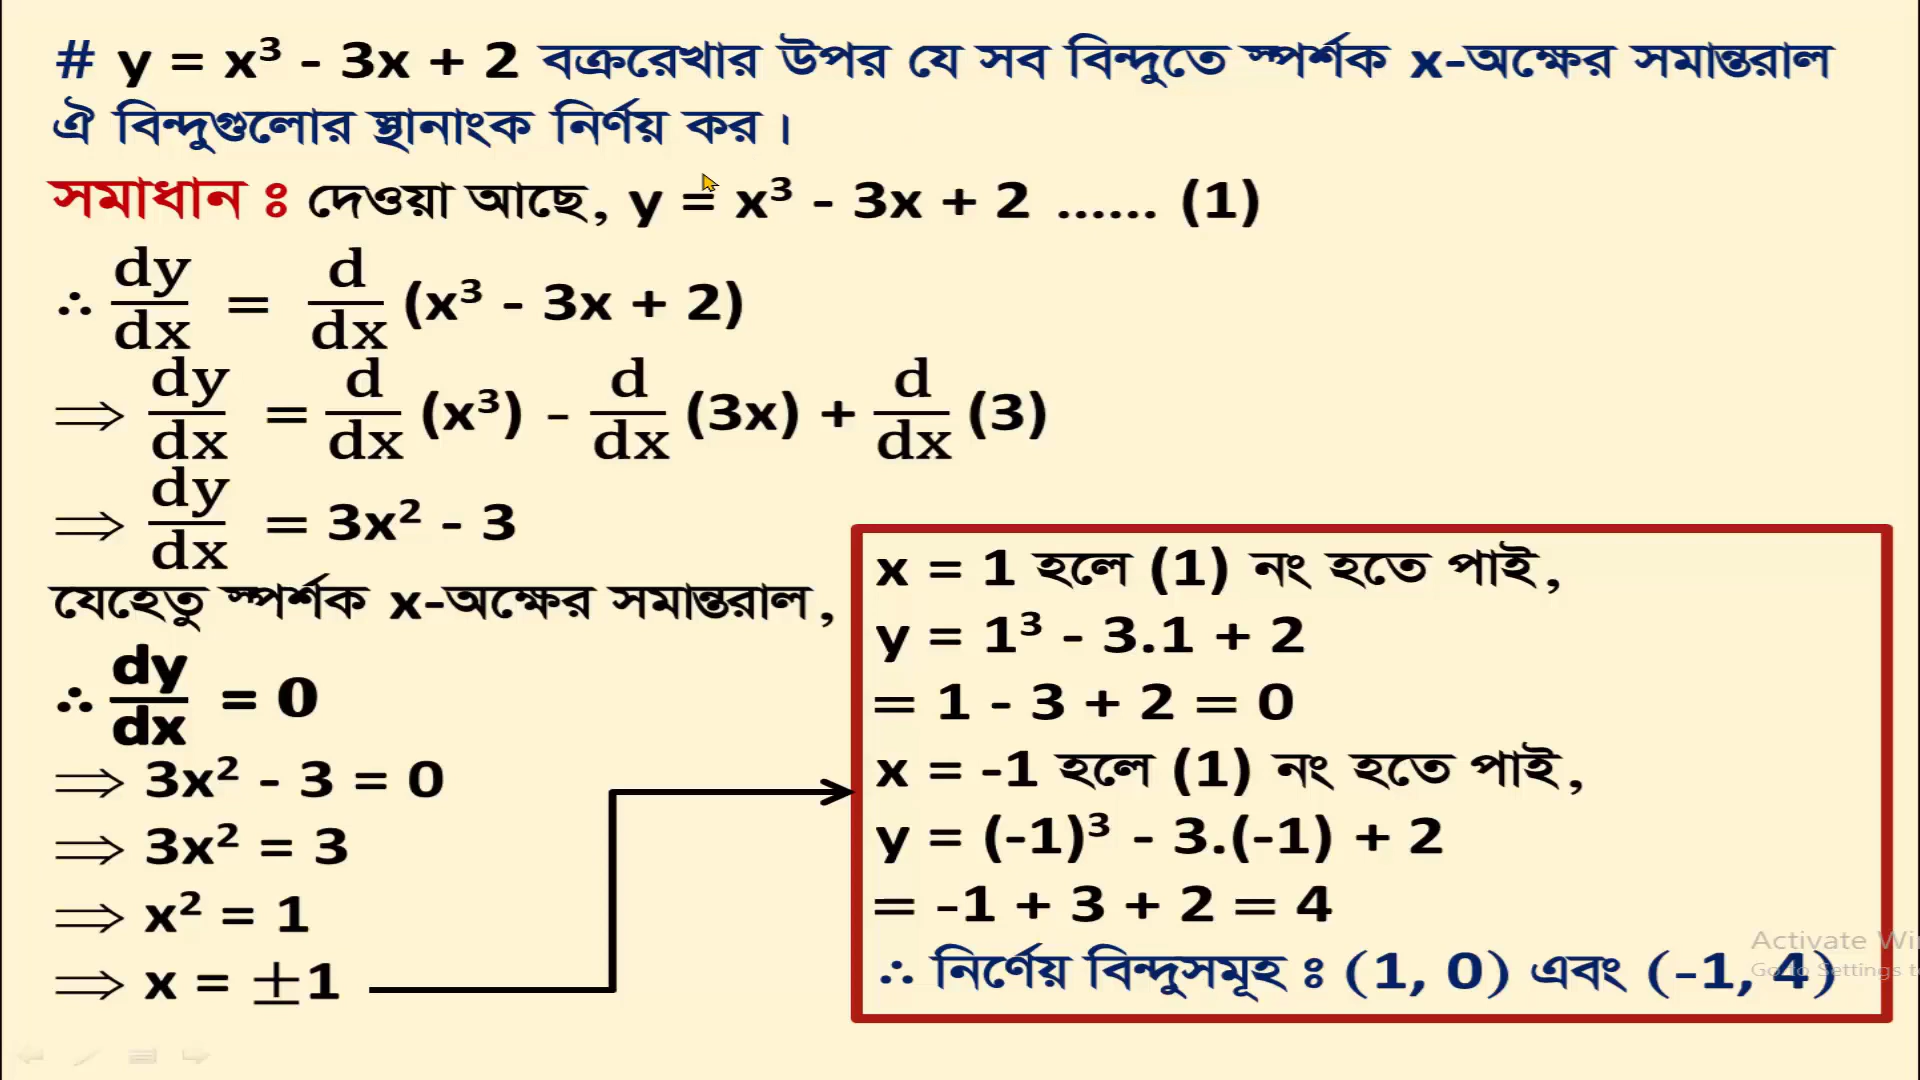 # y = x³ - 3x + 2 বক্ররেখার উপর যে সব বিন্দুতে স্পর্শক x-অক্ষের সমান্তরাল
ঐ বিন্দুগুলোর স্থানাংক নির্ণয় কর।
সমাধান ঃ দেওয়া আছে, y = x³ - 3x + 2 ...... (1)
∴ dy/dx = d/dx (x³ - 3x + 2)
⇒ dy/dx = d/dx (x³) - d/dx (3x) + d/dx (3)
⇒ dy/dx = 3x² - 3
যেহেতু স্পর্শক x-অক্ষের সমান্তরাল,
∴ dy/dx = 0
⇒ 3x² - 3 = 0
⇒ 3x² = 3
⇒ x² = 1
⇒ x = ±1
x = 1 হলে (1) নং হতে পাই,
y = 1³ - 3.1 + 2
= 1 - 3 + 2 = 0
x = -1 হলে (1) নং হতে পাই,
y = (-1)³ - 3.(-1) + 2
= -1 + 3 + 2 = 4
∴ নির্ণেয় বিন্দুসমূহ ঃ (1, 0) এবং (-1, 4)
Activate Wi
Go to Settings t